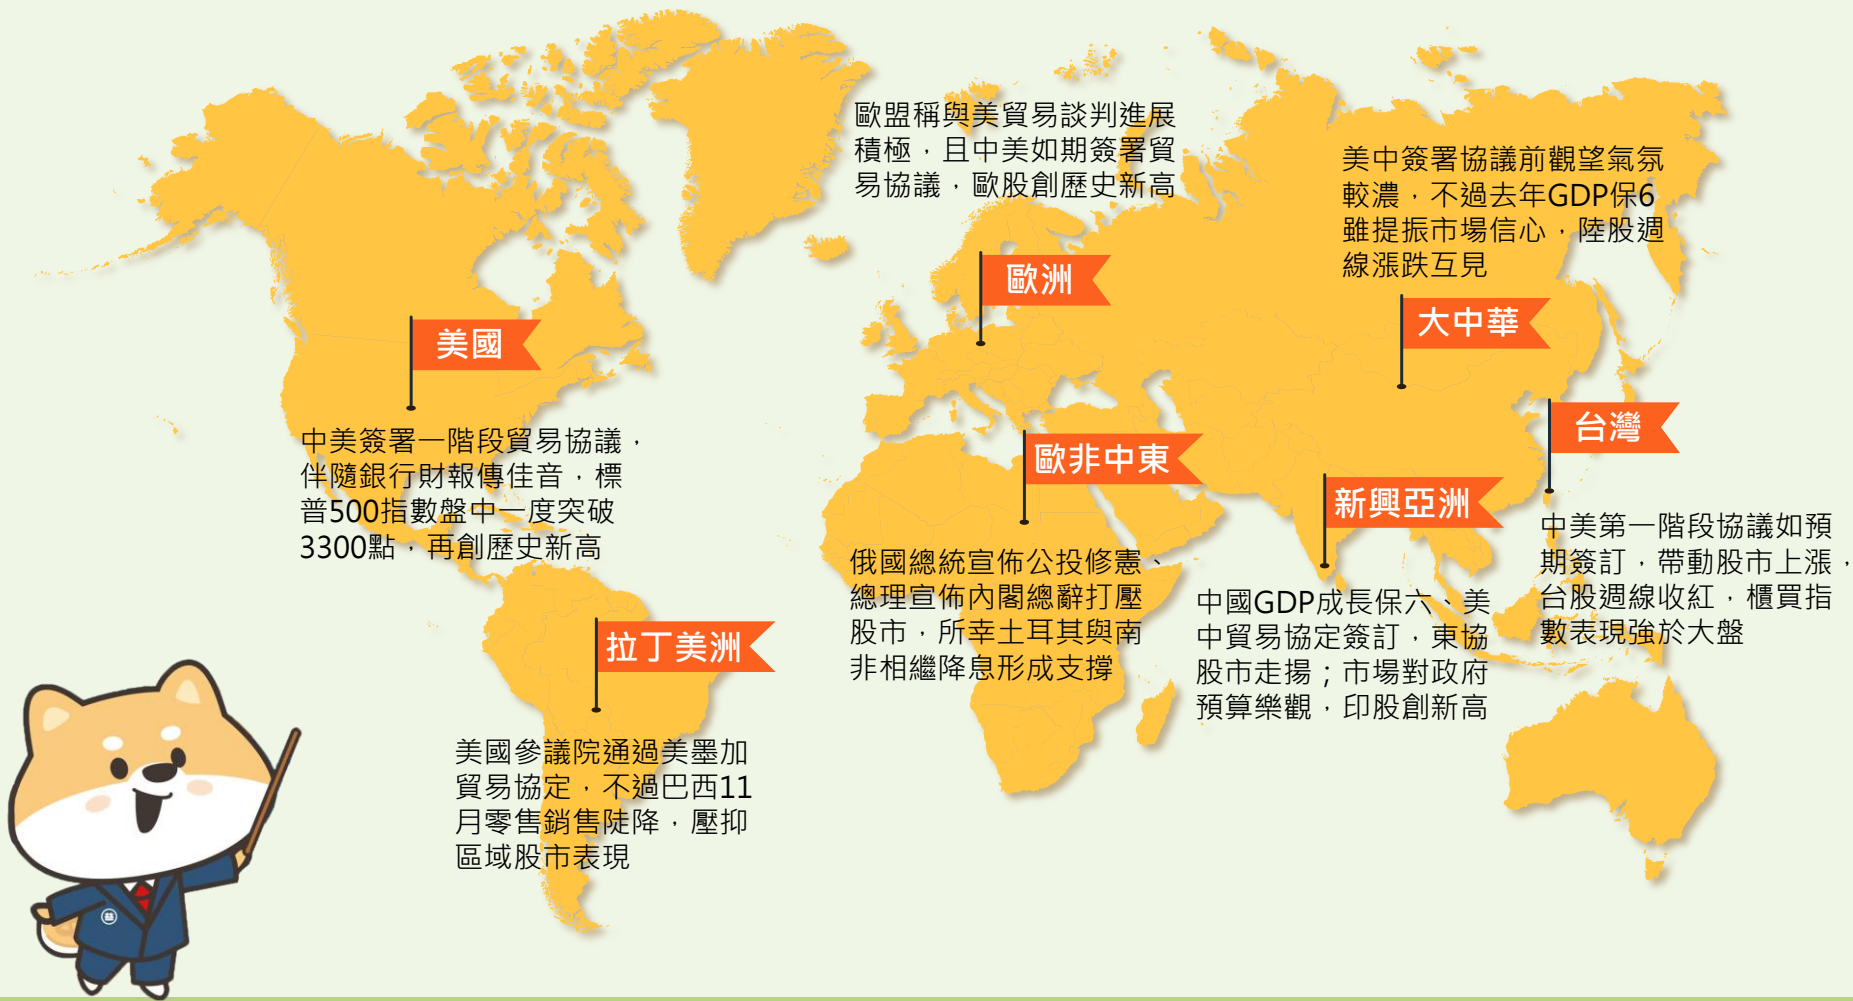 歐盟稱與美貿易談判進展
積極，且中美如期簽署貿
易協議，歐股創歷史新高
歐洲
美中簽署協議前觀望氣氛
較濃，不過去年GDP保6
雖提振市場信心，陸股週
線漲跌互見
大中華
美國
中美簽署一階段貿易協議，
伴隨銀行財報傳佳音，標
普500指數盤中一度突破
3300點，再創歷史新高
歐非中東
俄國總統宣佈公投修憲、
總理宣佈內閣總辭打壓
股市，所幸土耳其與南
非相繼降息形成支撐
新興亞洲
中國GDP成長保六、美
中貿易協定簽訂，東協
股市走揚；市場對政府
預算樂觀，印股創新高
台灣
中美第一階段協議如預
期簽訂，帶動股市上漲，
台股週線收紅，櫃買指
數表現強於大盤
拉丁美洲
美國參議院通過美墨加
貿易協定，不過巴西11
月零售銷售陡降，壓抑
區域股市表現